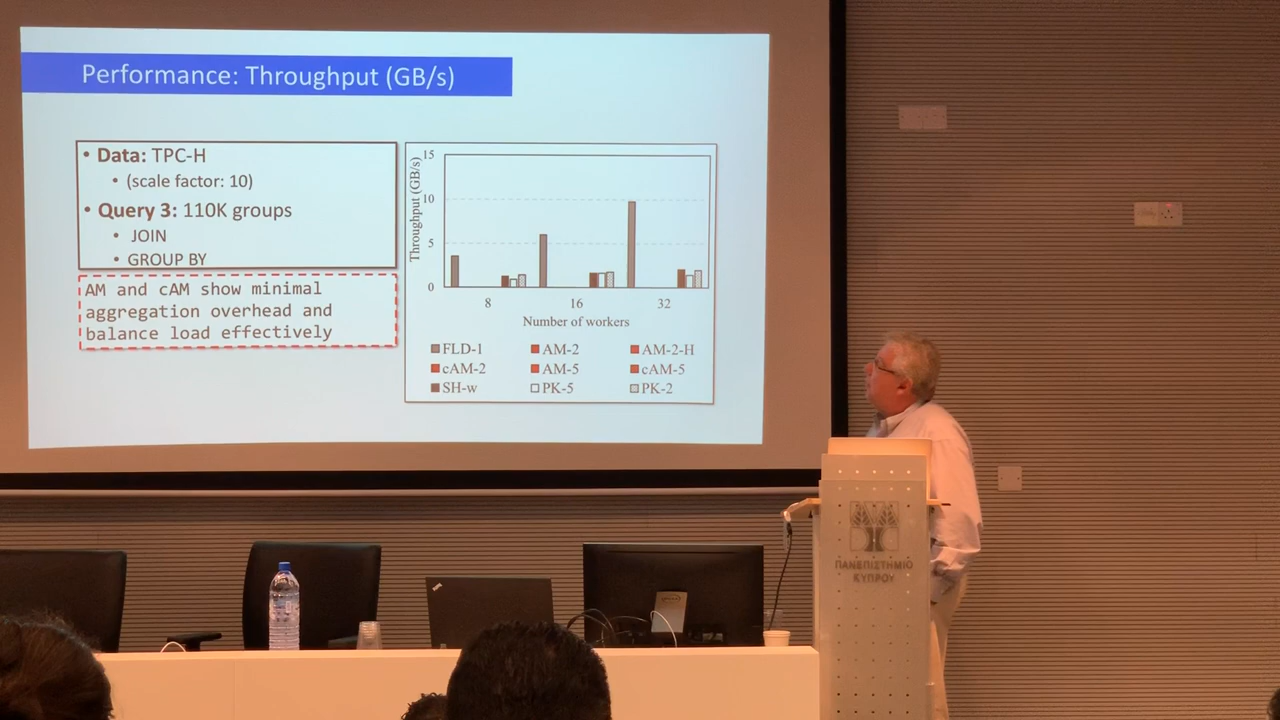 Performance: Throughput (GB/s)
• Data: TPC-H
• (scale factor: 10)
• Query 3: 110K groups
• JOIN
• GROUP BY
AM and cAM show minimal
aggregation overhead and
balance load effectively
Throughput (GB/s)
15
10
5
0
8 16 32
Number of workers
FLD-1 AM-2 AM-2-H
cAM-2 AM-5 cAM-5
SH-w PK-5 PK-2
ΠΑΝΕΠΙΣΤΗΜΙΟ
ΚΥΠΡΟΥ